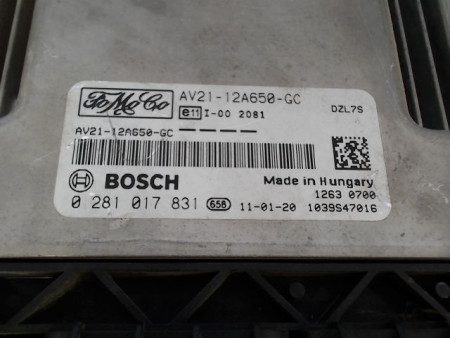 FoMoCo AV21-12A650-GC
e11 I-00 2081 DZL7S
AV21-12A650-GC — — — —
BOSCH Made in Hungary
1263 0700
0 281 017 831 658 11-01-20 1039S47016